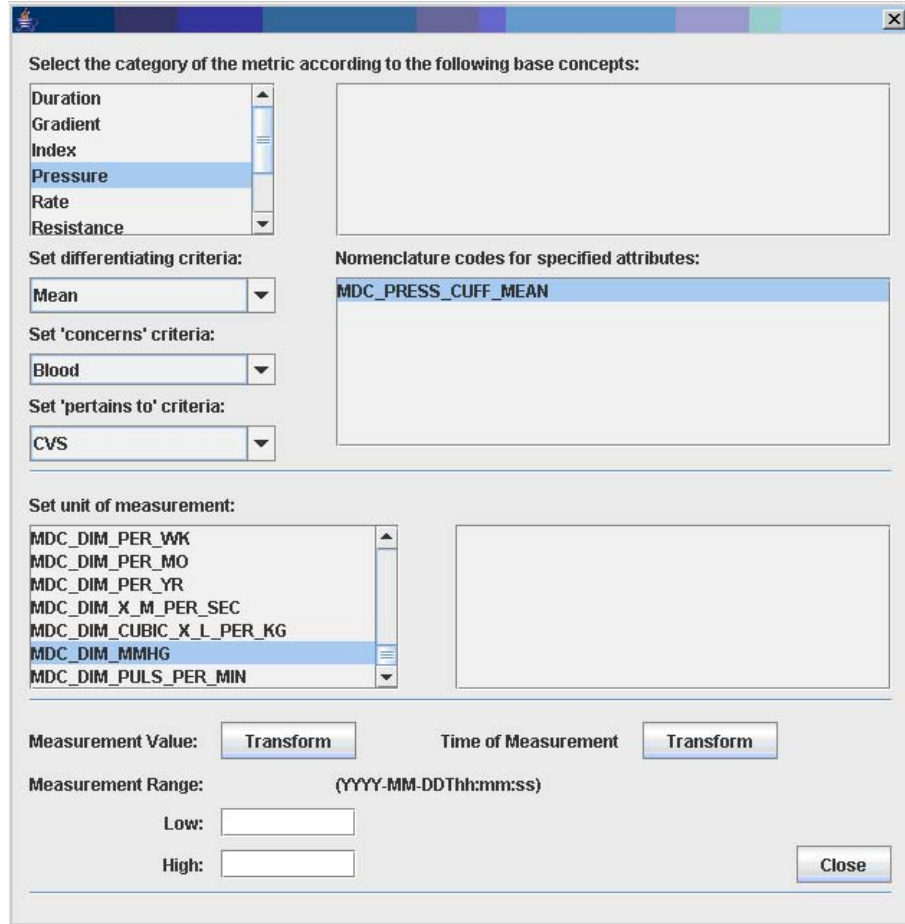 Select the category of the metric according to the following base concepts:
Duration
Gradient
Index
Pressure
Rate
Resistance
Set differentiating criteria:
Mean
Set 'concerns' criteria:
Blood
Set 'pertains to' criteria:
CVS
Nomenclature codes for specified attributes:
MDC_PRESS_CUFF_MEAN
Set unit of measurement:
MDC_DIM_PER_WK
MDC_DIM_PER_MO
MDC_DIM_PER_YR
MDC_DIM_X_M_PER_SEC
MDC_DIM_CUBIC_X_L_PER_KG
MDC_DIM_MMHG
MDC_DIM_PULS_PER_MIN
Measurement Value: Transform Time of Measurement Transform
Measurement Range: (YYYY-MM-DDThh:mm:ss)
Low:
High:
Close